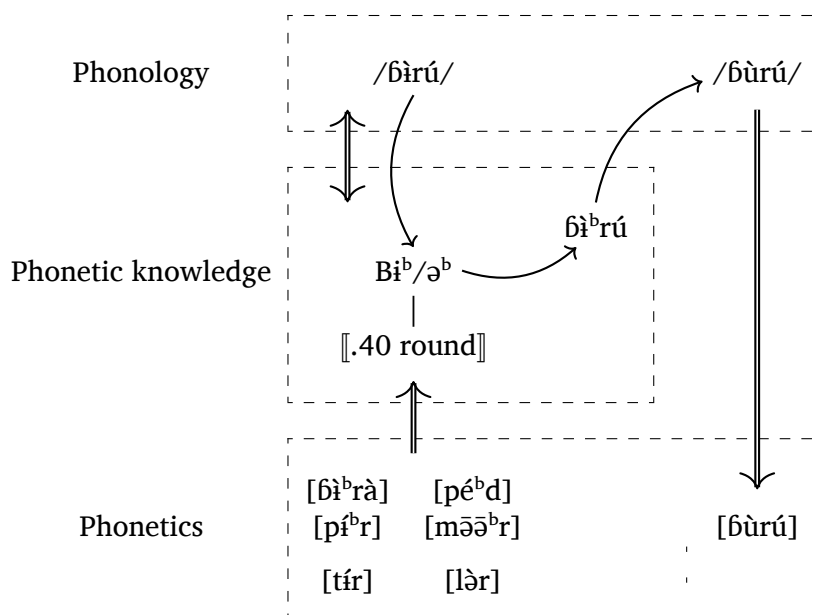 Phonology /ɓɨ̀rú/ /ɓùrú/
ɓɨ̀ᵇrú
Phonetic knowledge Bɨᵇ/əᵇ
⟦.40 round⟧
[ɓɨ̀ᵇrà] [péᵇd]
Phonetics [pɨ́ᵇr] [mə̄ə̄ᵇr] [ɓùrú]
[tɨ́r] [lə̀r]